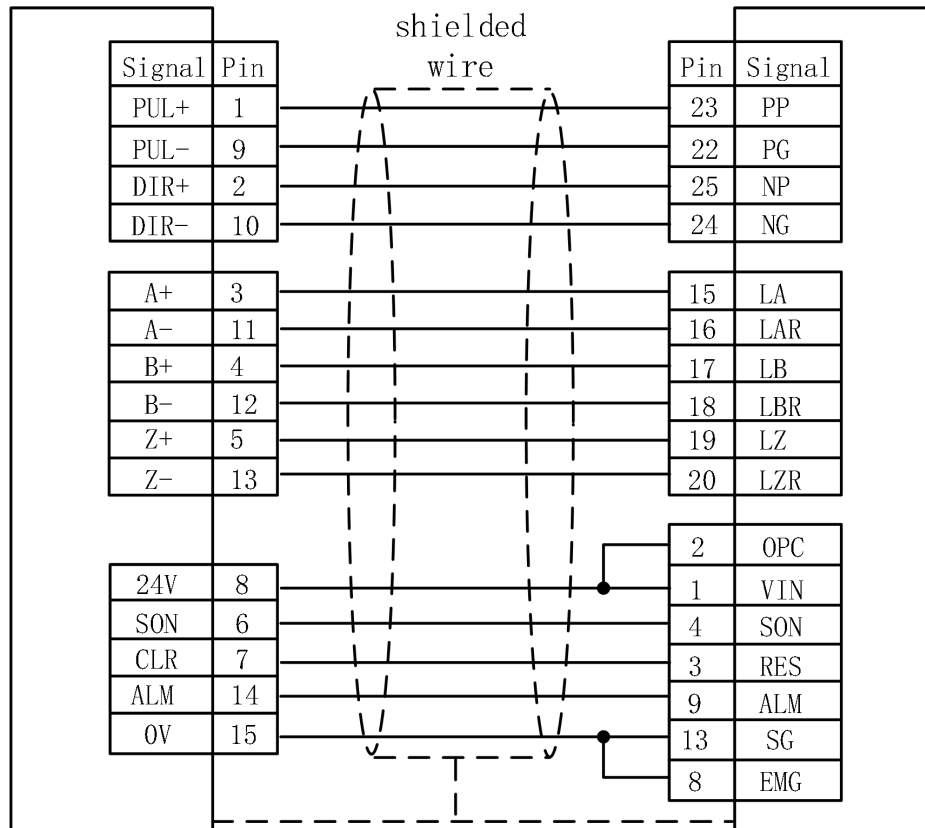 shielded
wire
Signal Pin Pin Signal
PUL+ 1 23 PP
PUL- 9 22 PG
DIR+ 2 25 NP
DIR- 10 24 NG
A+ 3 15 LA
A- 11 16 LAR
B+ 4 17 LB
B- 12 18 LBR
Z+ 5 19 LZ
Z- 13 20 LZR
2 OPC
24V 8 1 VIN
SON 6 4 SON
CLR 7 3 RES
ALM 14 9 ALM
0V 15 13 SG
8 EMG